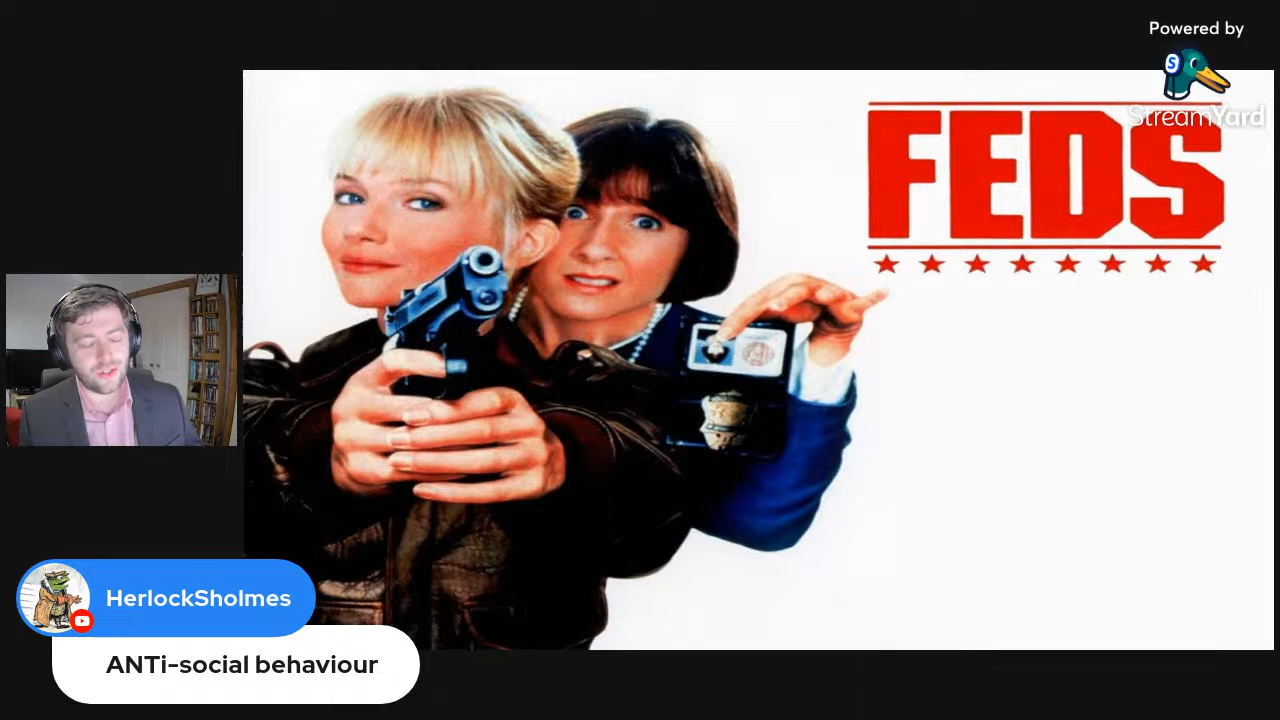 Powered by
StreamYard
FEDS
HerlockSholmes
ANTi-social behaviour